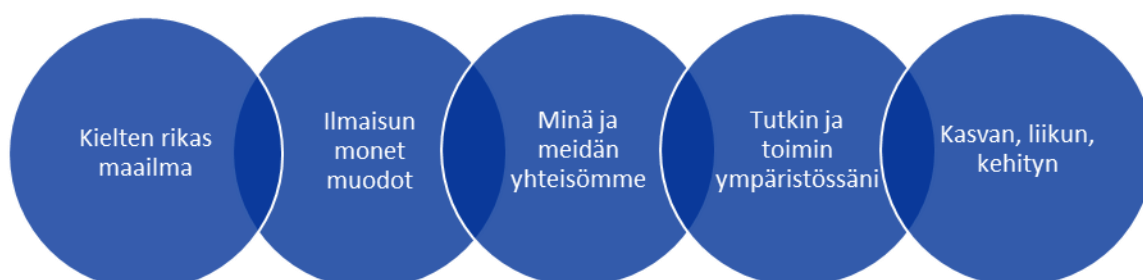 Kielten rikas
maailma
Ilmaisun
monet
muodot
Minä ja
meidän
yhteisömme
Tutkin ja
toimin
ympäristössäni
Kasvan, liikun,
kehityn